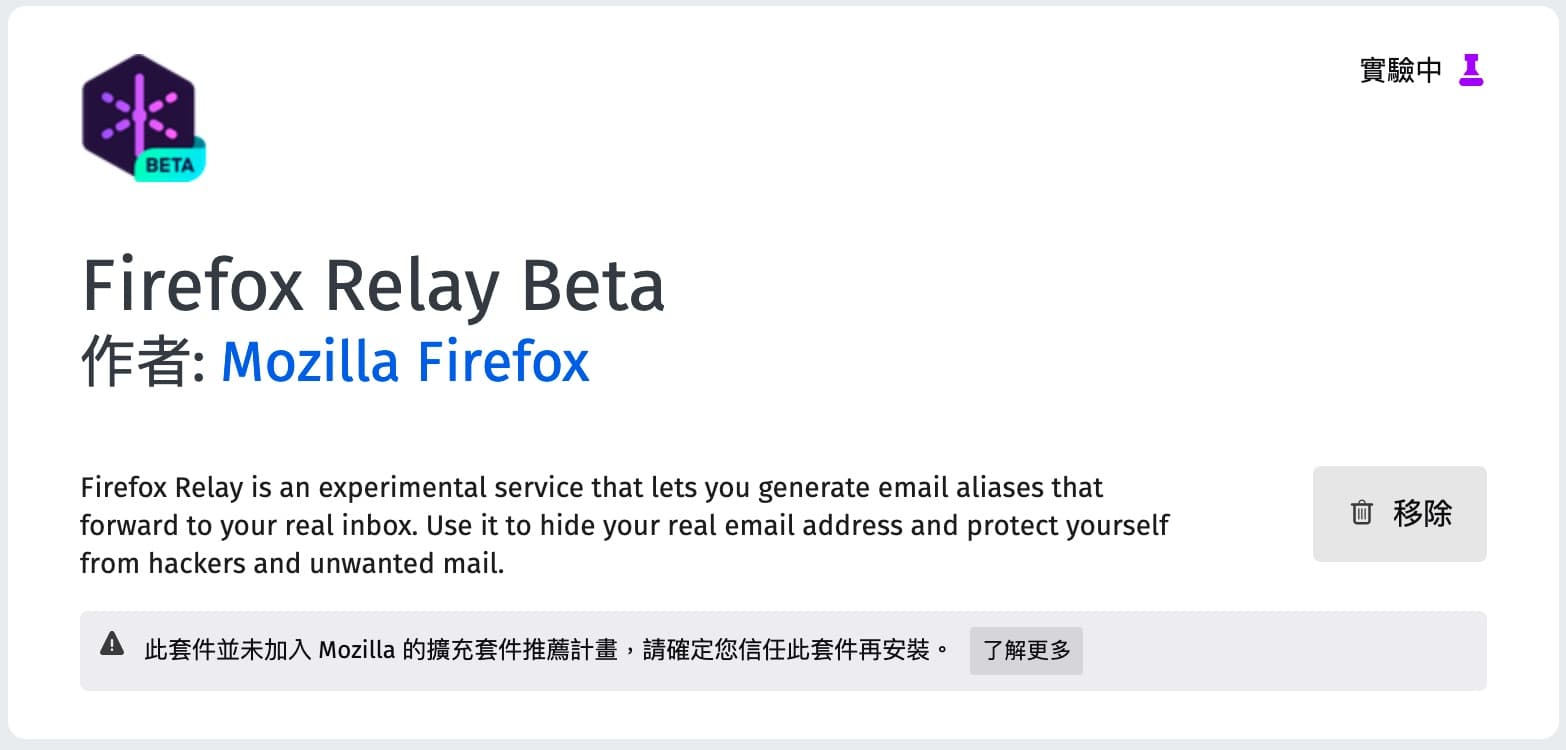 實驗中
BETA
Firefox Relay Beta
作者: Mozilla Firefox
Firefox Relay is an experimental service that lets you generate email aliases that
forward to your real inbox. Use it to hide your real email address and protect yourself
from hackers and unwanted mail.
移除
此套件並未加入 Mozilla 的擴充套件推薦計畫，請確定您信任此套件再安裝。
了解更多